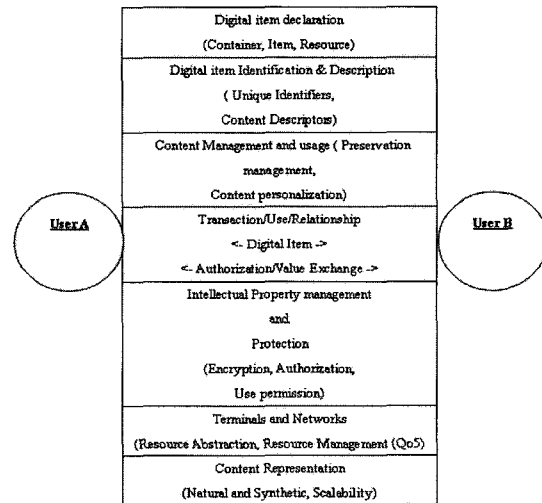 Digital item declaration
(Container, Item, Resource)
Digital item Identification & Description
( Unique Identifiers,
Content Descriptors)
Content Management and usage ( Preservation
management,
Content personalization)
User A
Transaction/Use/Relationship
<- Digital Item ->
<- Authorization/Value Exchange ->
User B
Intellectual Property management
and
Protection
(Encryption, Authorization,
Use permission)
Terminals and Networks
(Resource Abstraction, Resource Management (QoS)
Content Representation
(Natural and Synthetic, Scalability)